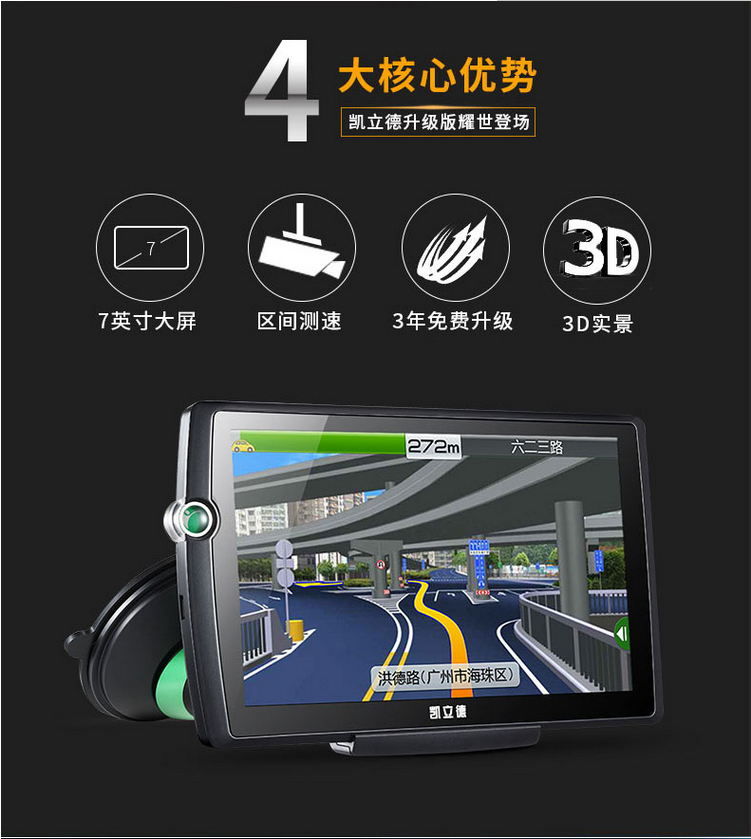 4
大核心优势
凯立德升级版耀世登场
7
3D
7英寸大屏
区间测速
3年免费升级
3D实景
272m
六二三路
洪德路(广州市海珠区)
凯立德